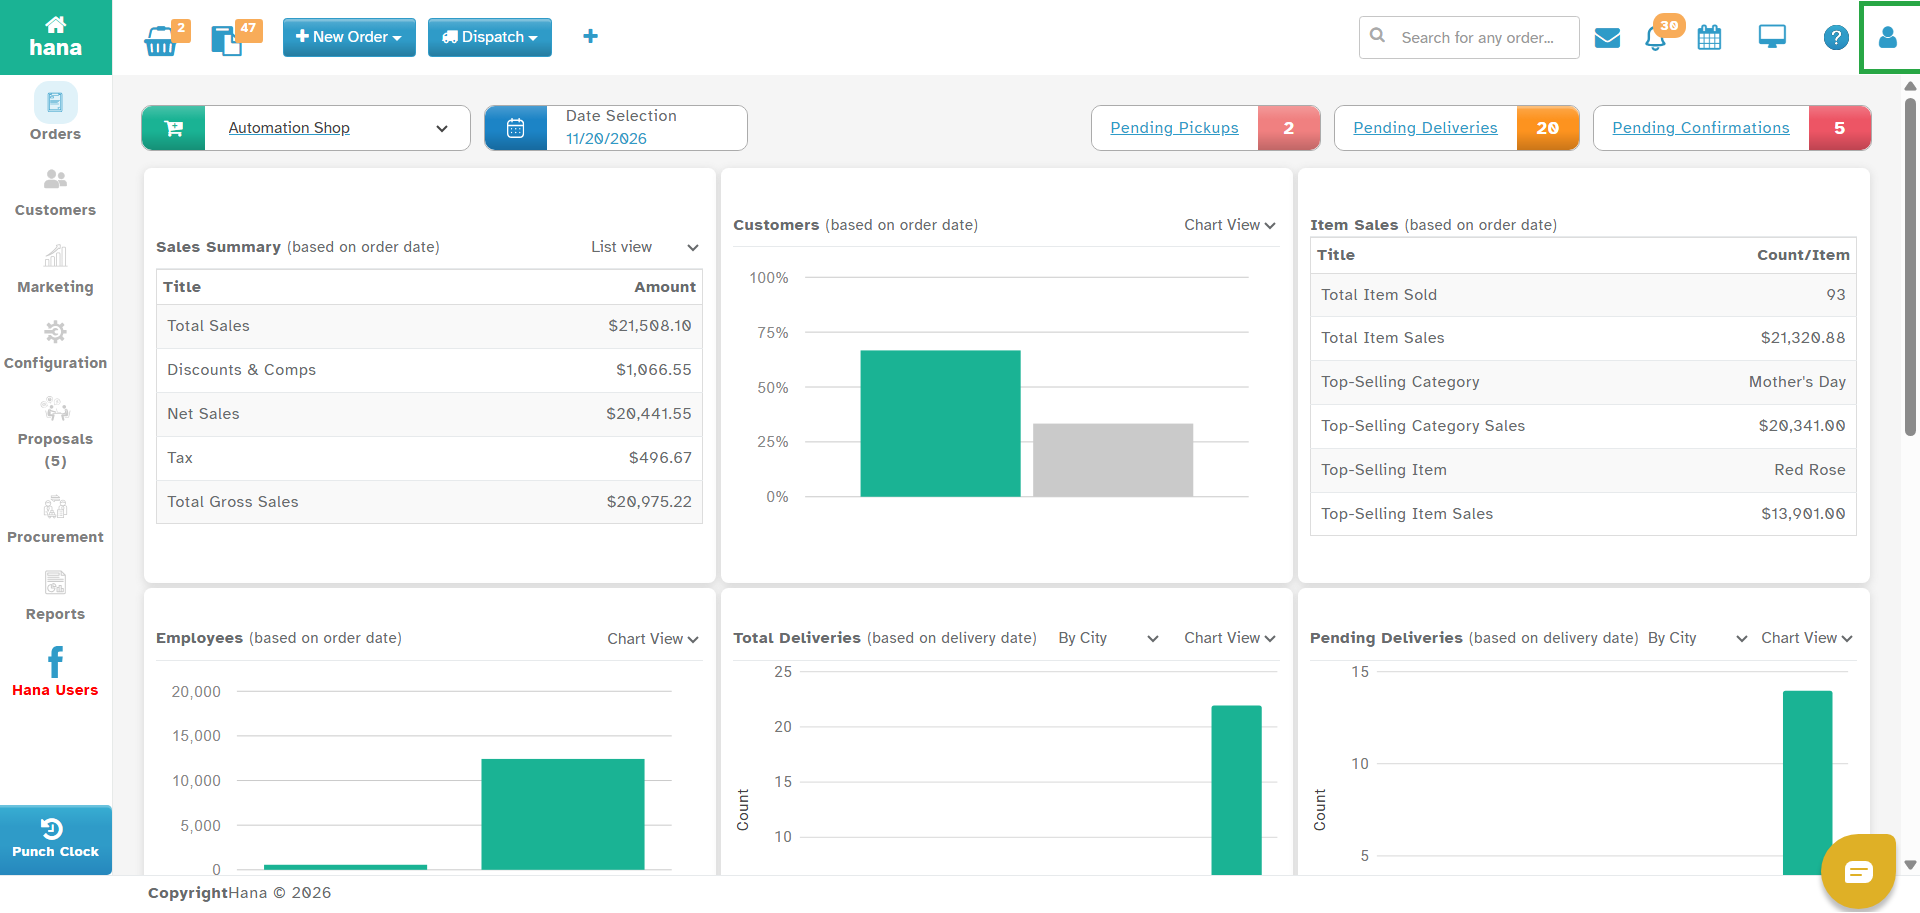 hana
2
47
New Order
Dispatch
Search for any order...
30
?
Orders
Customers
Marketing
Configuration
Proposals
(5)
Procurement
Reports
Hana Users
Punch Clock
Automation Shop
Date Selection
11/20/2026
Pending Pickups 2
Pending Deliveries 20
Pending Confirmations 5
Sales Summary (based on order date) List view
Title Amount
Total Sales $21,508.10
Discounts & Comps $1,066.55
Net Sales $20,441.55
Tax $496.67
Total Gross Sales $20,975.22
Customers (based on order date) Chart View
100%
75%
50%
25%
0%
Item Sales (based on order date)
Title Count/Item
Total Item Sold 93
Total Item Sales $21,320.88
Top-Selling Category Mother's Day
Top-Selling Category Sales $20,341.00
Top-Selling Item Red Rose
Top-Selling Item Sales $13,901.00
Employees (based on order date) Chart View
20,000
15,000
10,000
5,000
0
Total Deliveries (based on delivery date) By City Chart View
25
20
15
10
Count
Pending Deliveries (based on delivery date) By City Chart View
15
10
5
Count
CopyrightHana © 2026